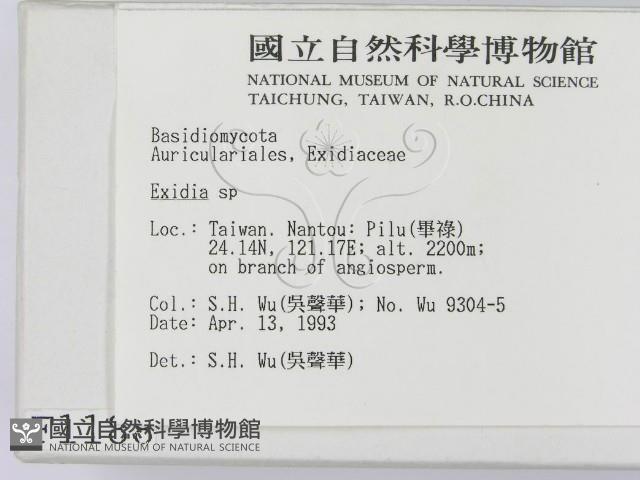 國立自然科學博物館
NATIONAL MUSEUM OF NATURAL SCIENCE
TAICHUNG, TAIWAN, R.O.CHINA
Basidiomycota
Auriculariales, Exidiaceae
Exidia sp
Loc.: Taiwan. Nantou: Pilu(畢祿)
24.14N, 121.17E; alt. 2200m;
on branch of angiosperm.
Col.: S.H. Wu(吳聲華); No. Wu 9304-5
Date: Apr. 13, 1993
Det.: S.H. Wu(吳聲華)
國立自然科學博物館
NATIONAL MUSEUM OF NATURAL SCIENCE